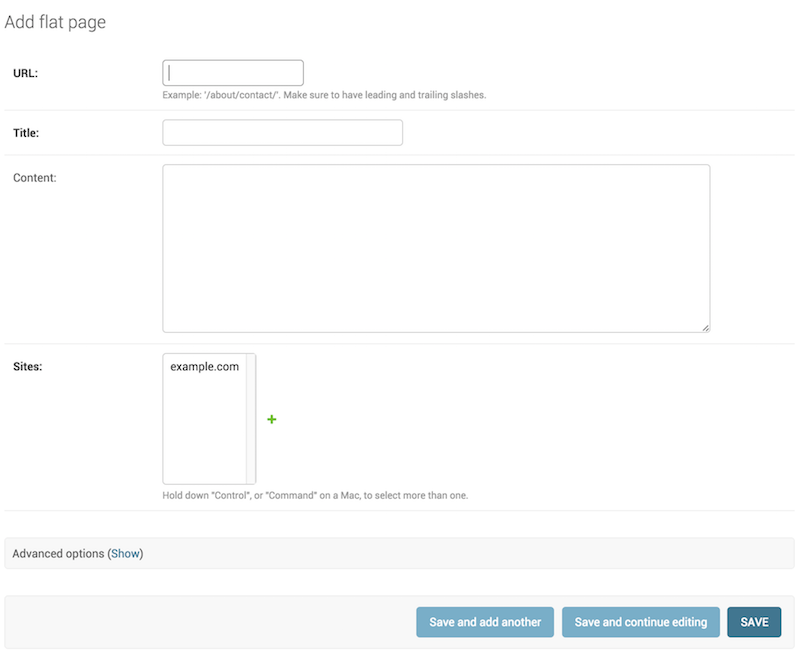 Add flat page
URL:
Example: '/about/contact/'. Make sure to have leading and trailing slashes.
Title:
Content:
Sites:
example.com
Hold down "Control", or "Command" on a Mac, to select more than one.
Advanced options (Show)
Save and add another
Save and continue editing
SAVE